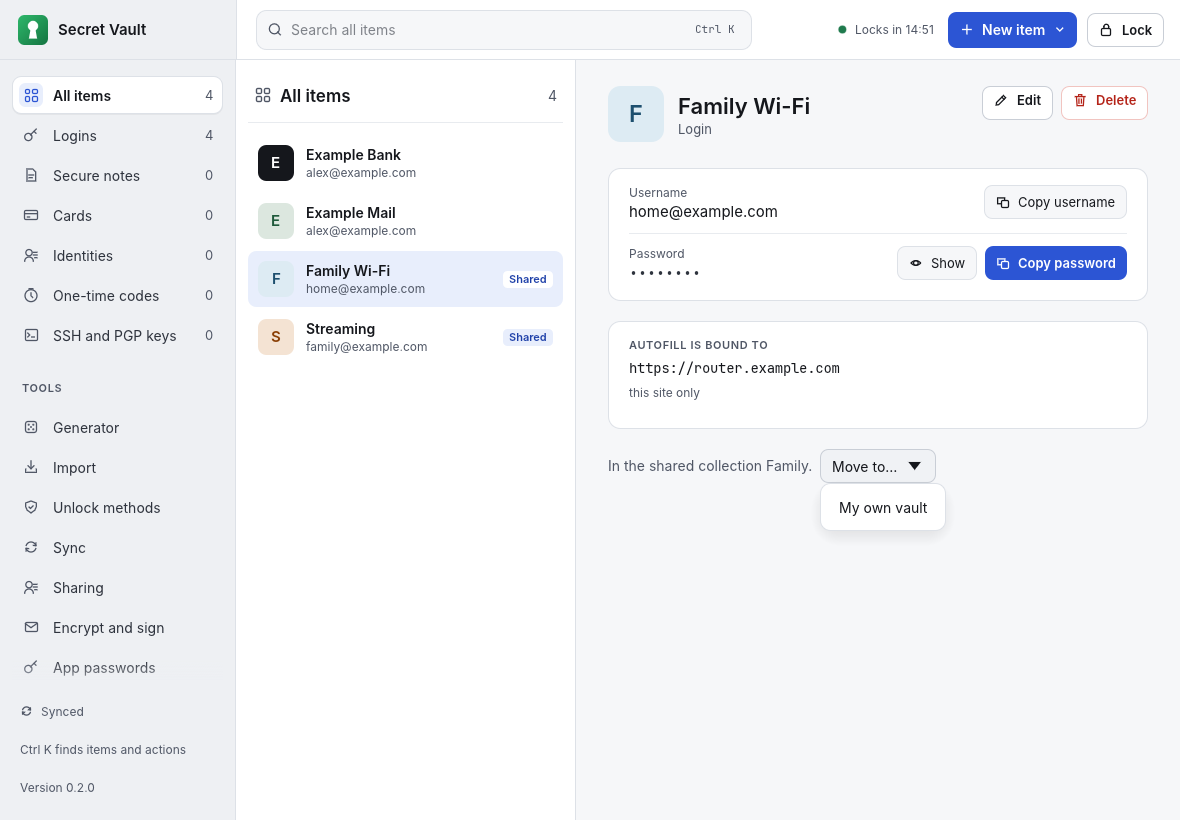 Secret Vault
Search all items
Ctrl K
Locks in 14:51
New item
Lock
All items 4
Logins 4
Secure notes 0
Cards 0
Identities 0
One-time codes 0
SSH and PGP keys 0
TOOLS
Generator
Import
Unlock methods
Sync
Sharing
Encrypt and sign
App passwords
Synced
Ctrl K finds items and actions
Version 0.2.0
All items 4
E
Example Bank
alex@example.com
E
Example Mail
alex@example.com
F
Family Wi-Fi
home@example.com
Shared
S
Streaming
family@example.com
Shared
F
Family Wi-Fi
Login
Edit
Delete
Username
home@example.com
Copy username
Password
••••••••
Show
Copy password
AUTOFILL IS BOUND TO
https://router.example.com
this site only
In the shared collection Family.
Move to...
My own vault